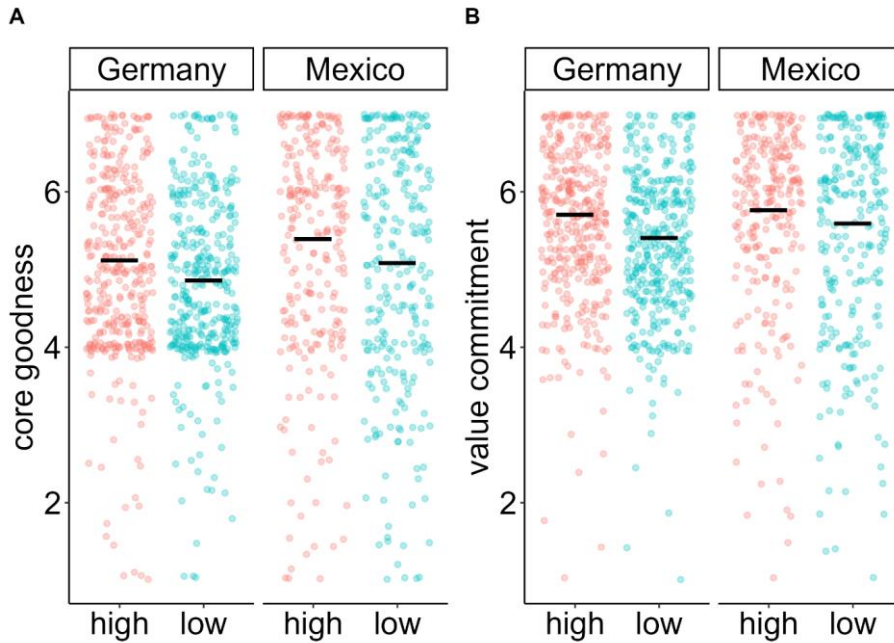 A
Germany
Mexico
core goodness
6
4
2
high
low
high
low
B
Germany
Mexico
value commitment
6
4
2
high
low
high
low